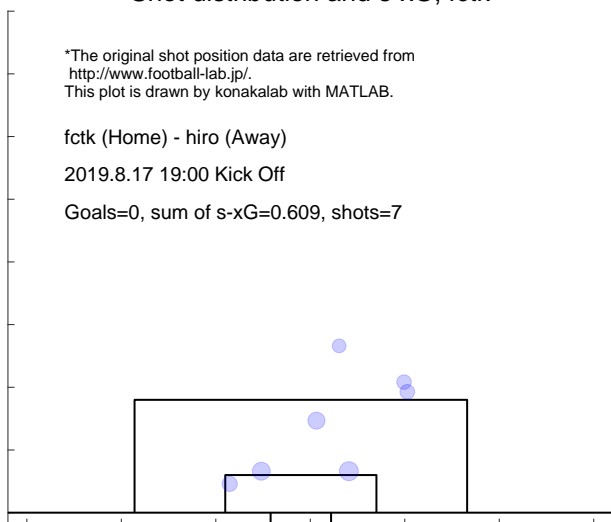 *The original shot position data are retrieved from
http://www.football-lab.jp/.
This plot is drawn by konakalab with MATLAB.
fctk (Home) - hiro (Away)
2019.8.17 19:00 Kick Off
Goals=0, sum of s-xG=0.609, shots=7